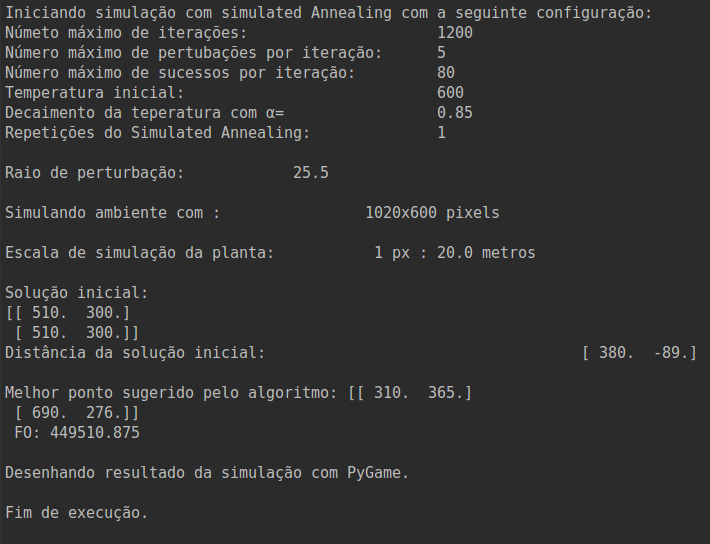 Iniciando simulação com simulated Annealing com a seguinte configuração:
Númeto máximo de iterações: 1200
Número máximo de pertubações por iteração: 5
Número máximo de sucessos por iteração: 80
Temperatura inicial: 600
Decaimento da teperatura com α= 0.85
Repetições do Simulated Annealing: 1
Raio de perturbação: 25.5
Simulando ambiente com : 1020x600 pixels
Escala de simulação da planta: 1 px : 20.0 metros
Solução inicial:
[[ 510. 300.]
[ 510. 300.]]
Distância da solução inicial: [ 380. -89.]
Melhor ponto sugerido pelo algoritmo: [[ 310. 365.]
[ 690. 276.]]
FO: 449510.875
Desenhando resultado da simulação com PyGame.
Fim de execução.